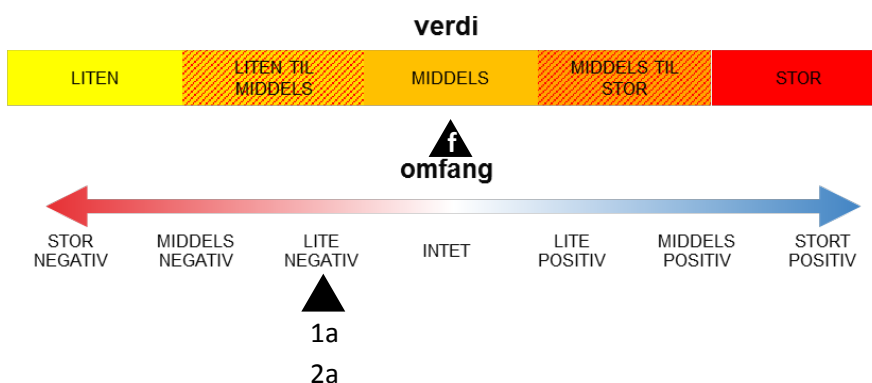 verdi
LITEN
LITEN TIL
MIDDELS
MIDDELS
MIDDELS TIL
STOR
STOR
f
omfang
STOR
NEGATIV
MIDDELS
NEGATIV
LITE
NEGATIV
INTET
LITE
POSITIV
MIDDELS
POSITIV
STORT
POSITIV
1a
2a